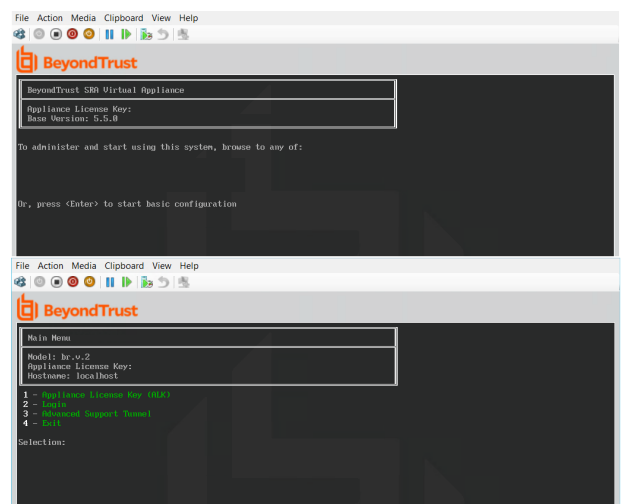 File Action Media Clipboard View Help
BeyondTrust
BeyondTrust SRA Virtual Appliance
Appliance License Key:
Base Version: 5.5.0
To administer and start using this system, browse to any of:
Or, press <Enter> to start basic configuration
File Action Media Clipboard View Help
BeyondTrust
Main Menu
Model: br.v.2
Appliance License Key:
Hostname: localhost
1 - Appliance License Key (ALK)
2 - Login
3 - Advanced Support Tunnel
4 - Exit
Selection: